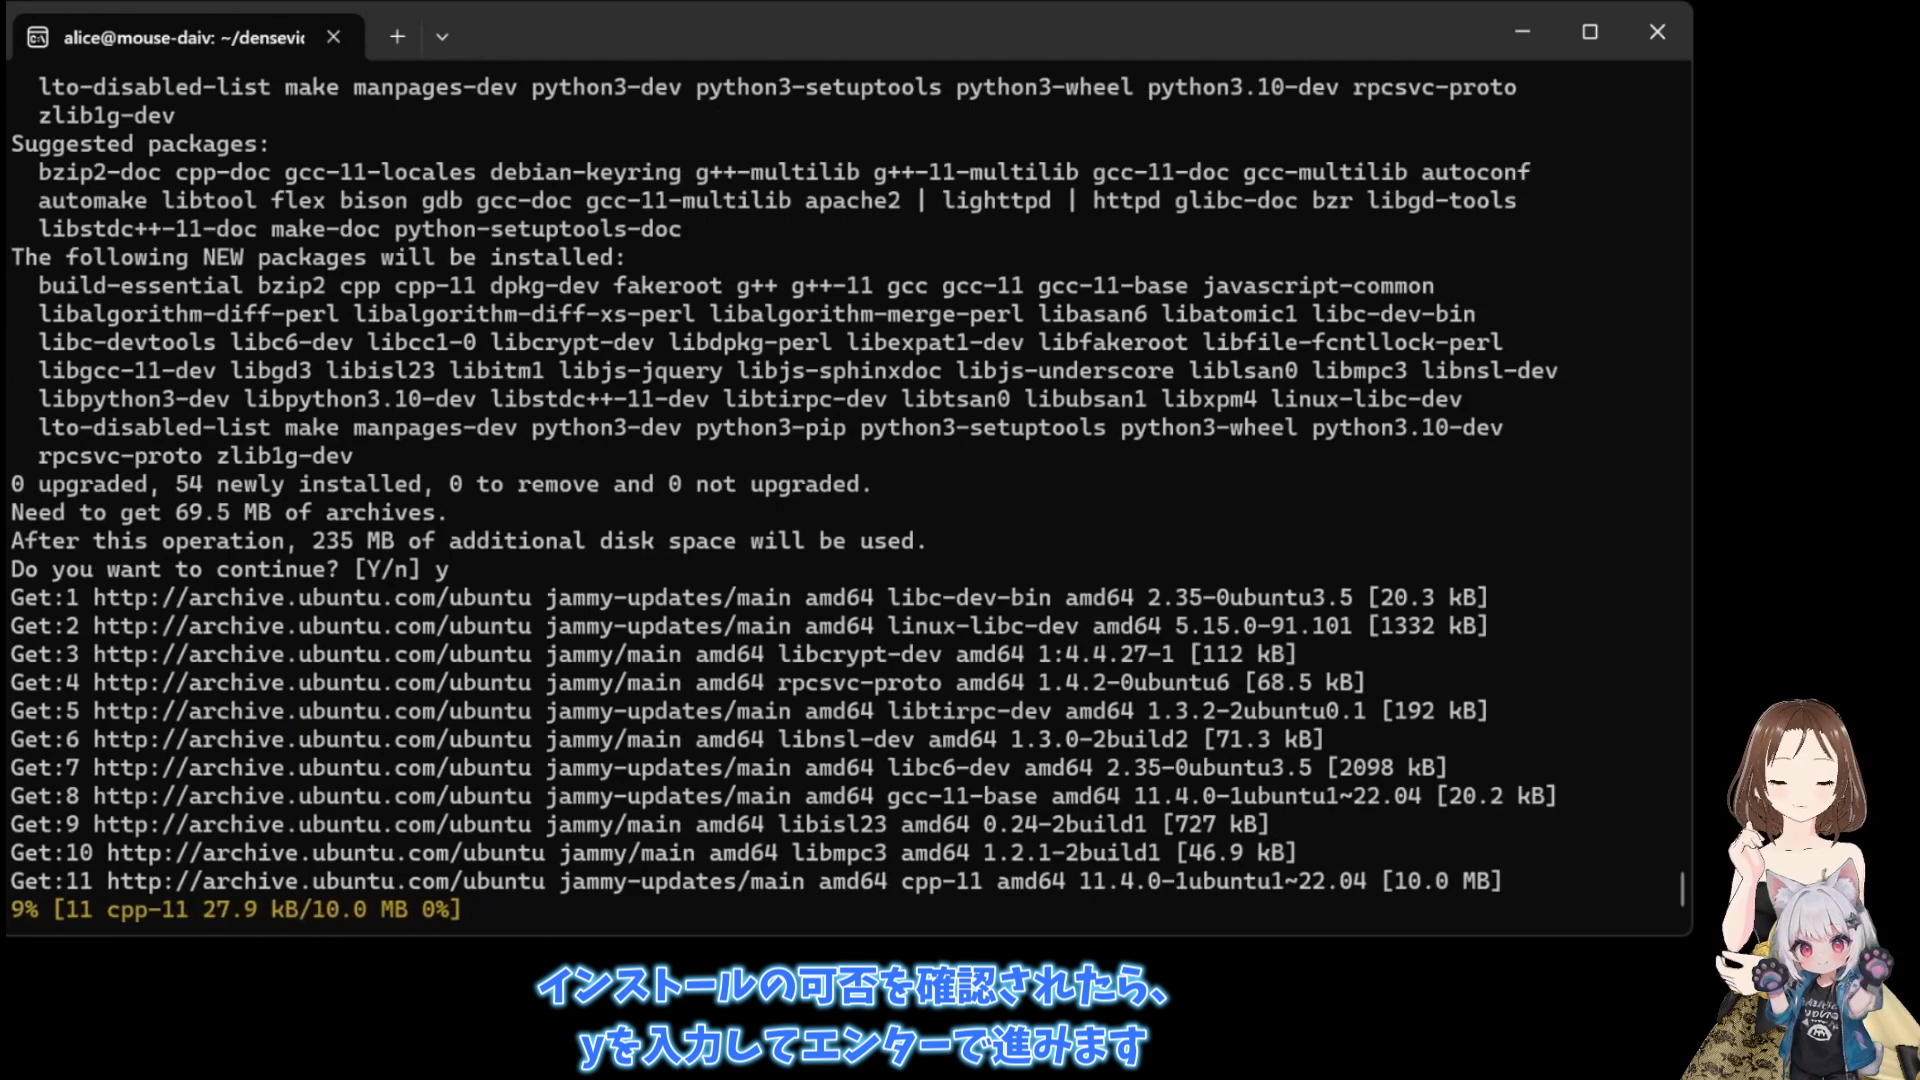 alice@mouse-daiv: ~/densevic
lto-disabled-list make manpages-dev python3-dev python3-setuptools python3-wheel python3.10-dev rpcsvc-proto
zlib1g-dev
Suggested packages:
bzip2-doc cpp-doc gcc-11-locales debian-keyring g++-multilib g++-11-multilib gcc-11-doc gcc-multilib autoconf
automake libtool flex bison gdb gcc-doc gcc-11-multilib apache2 | lighttpd | httpd glibc-doc bzr libgd-tools
libstdc++-11-doc make-doc python-setuptools-doc
The following NEW packages will be installed:
build-essential bzip2 cpp cpp-11 dpkg-dev fakeroot g++ g++-11 gcc gcc-11 gcc-11-base javascript-common
libalgorithm-diff-perl libalgorithm-diff-xs-perl libalgorithm-merge-perl libasan6 libatomic1 libc-dev-bin
libc-devtools libc6-dev libcc1-0 libcrypt-dev libdpkg-perl libexpat1-dev libfakeroot libfile-fcntllock-perl
libgcc-11-dev libgd3 libisl23 libitm1 libjs-jquery libjs-sphinxdoc libjs-underscore liblsan0 libmpc3 libnsl-dev
libpython3-dev libpython3.10-dev libstdc++-11-dev libtirpc-dev libtsan0 libubsan1 libxpm4 linux-libc-dev
lto-disabled-list make manpages-dev python3-dev python3-pip python3-setuptools python3-wheel python3.10-dev
rpcsvc-proto zlib1g-dev
0 upgraded, 54 newly installed, 0 to remove and 0 not upgraded.
Need to get 69.5 MB of archives.
After this operation, 235 MB of additional disk space will be used.
Do you want to continue? [Y/n] y
Get:1 http://archive.ubuntu.com/ubuntu jammy-updates/main amd64 libc-dev-bin amd64 2.35-0ubuntu3.5 [20.3 kB]
Get:2 http://archive.ubuntu.com/ubuntu jammy-updates/main amd64 linux-libc-dev amd64 5.15.0-91.101 [1332 kB]
Get:3 http://archive.ubuntu.com/ubuntu jammy/main amd64 libcrypt-dev amd64 1:4.4.27-1 [112 kB]
Get:4 http://archive.ubuntu.com/ubuntu jammy/main amd64 rpcsvc-proto amd64 1.4.2-0ubuntu6 [68.5 kB]
Get:5 http://archive.ubuntu.com/ubuntu jammy-updates/main amd64 libtirpc-dev amd64 1.3.2-2ubuntu0.1 [192 kB]
Get:6 http://archive.ubuntu.com/ubuntu jammy/main amd64 libnsl-dev amd64 1.3.0-2build2 [71.3 kB]
Get:7 http://archive.ubuntu.com/ubuntu jammy-updates/main amd64 libc6-dev amd64 2.35-0ubuntu3.5 [2098 kB]
Get:8 http://archive.ubuntu.com/ubuntu jammy-updates/main amd64 gcc-11-base amd64 11.4.0-1ubuntu1~22.04 [20.2 kB]
Get:9 http://archive.ubuntu.com/ubuntu jammy/main amd64 libisl23 amd64 0.24-2build1 [727 kB]
Get:10 http://archive.ubuntu.com/ubuntu jammy/main amd64 libmpc3 amd64 1.2.1-2build1 [46.9 kB]
Get:11 http://archive.ubuntu.com/ubuntu jammy-updates/main amd64 cpp-11 amd64 11.4.0-1ubuntu1~22.04 [10.0 MB]
9% [11 cpp-11 27.9 kB/10.0 MB 0%]
インストールの可否を確認されたら、
yを入力してエンターで進みます